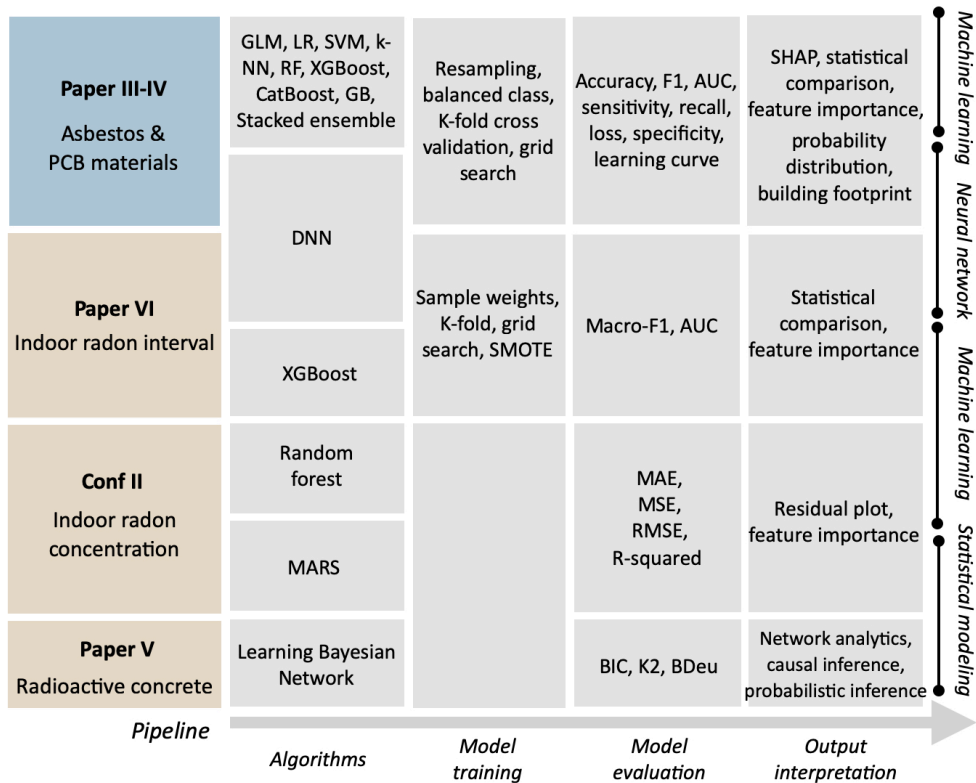 Paper III-IV
Asbestos &
PCB materials
GLM, LR, SVM, k-
NN, RF, XGBoost,
CatBoost, GB,
Stacked ensemble
Resampling,
balanced class,
K-fold cross
validation, grid
search
Accuracy, F1, AUC,
sensitivity, recall,
loss, specificity,
learning curve
SHAP, statistical
comparison,
feature importance,
probability
distribution,
building footprint
Machine learning
DNN
Neural network
Paper VI
Indoor radon interval
Sample weights,
K-fold, grid
search, SMOTE
Macro-F1, AUC
Statistical
comparison,
feature importance
XGBoost
Machine learning
Conf II
Indoor radon
concentration
Random
forest
MARS
MAE,
MSE,
RMSE,
R-squared
Residual plot,
feature importance
Statistical modeling
Paper V
Radioactive concrete
Learning Bayesian
Network
BIC, K2, BDeu
Network analytics,
causal inference,
probabilistic inference
Pipeline
Algorithms
Model
training
Model
evaluation
Output
interpretation